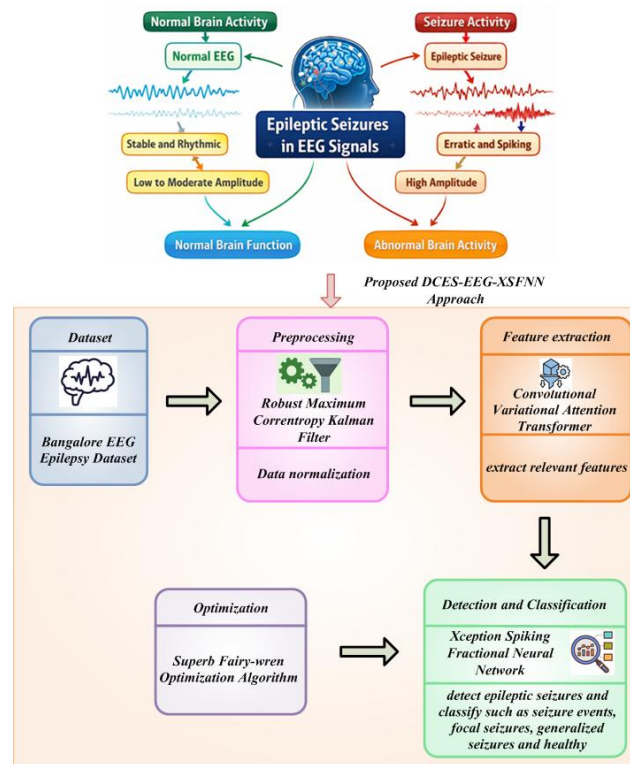 Normal Brain Activity
Normal EEG
Stable and Rhythmic
Low to Moderate Amplitude
Normal Brain Function
Epileptic Seizures
in EEG Signals
Seizure Activity
Epileptic Seizure
Erratic and Spiking
High Amplitude
Abnormal Brain Activity
Proposed DCES-EEG-XSFNN
Approach
Dataset
Bangalore EEG
Epilepsy Dataset
Preprocessing
Robust Maximum
Correntropy Kalman
Filter
Data normalization
Feature extraction
Convolutional
Variational Attention
Transformer
extract relevant features
Optimization
Superb Fairy-wren
Optimization Algorithm
Detection and Classification
Xception Spiking
Fractional Neural
Network
detect epileptic seizures and
classify such as seizure events,
focal seizures, generalized
seizures and healthy